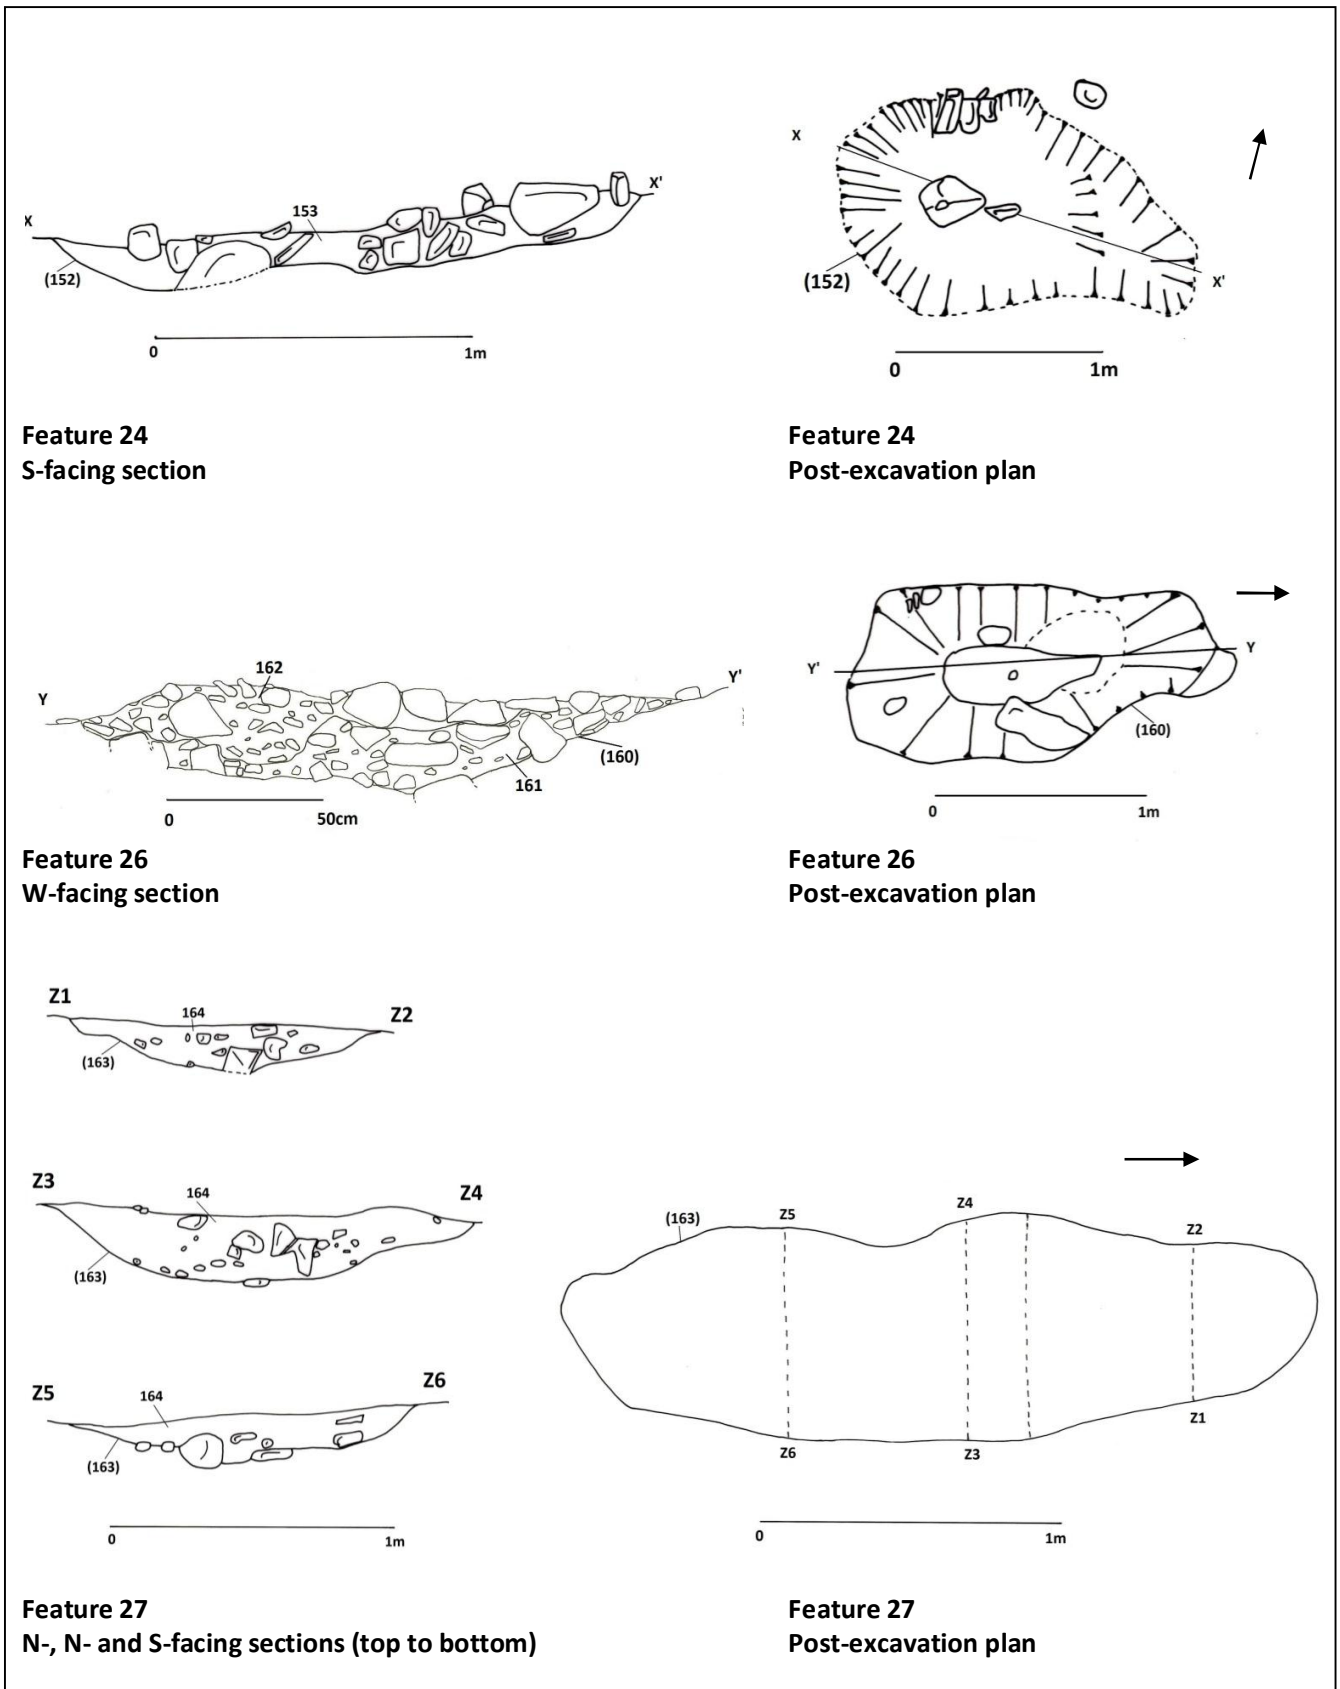 X
153
X'
(152)
0 1m
Feature 24
S-facing section
X
(152)
X'
0 1m
Feature 24
Post-excavation plan
Y
162
Y'
(160)
161
0 50cm
Feature 26
W-facing section
Y'
Y
(160)
0 1m
Feature 26
Post-excavation plan
Z1
164
Z2
(163)
Z3
164
Z4
(163)
Z5
164
Z6
(163)
0 1m
Feature 27
N-, N- and S-facing sections (top to bottom)
(163)
Z5
Z4
Z2
Z6
Z3
Z1
0 1m
Feature 27
Post-excavation plan